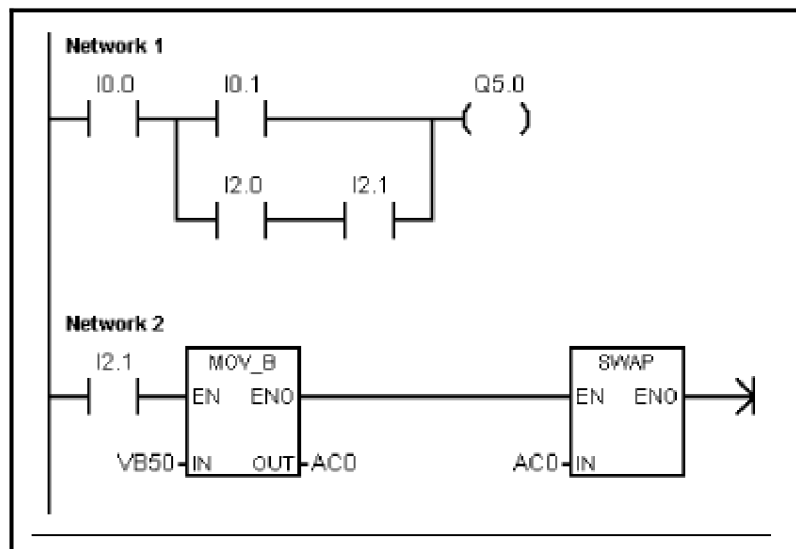 Network 1
I0.0 I0.1 Q5.0
I2.0 I2.1
Network 2
I2.1 MOV_B SWAP
EN ENO EN ENO
VB50 IN OUT AC0 AC0 IN